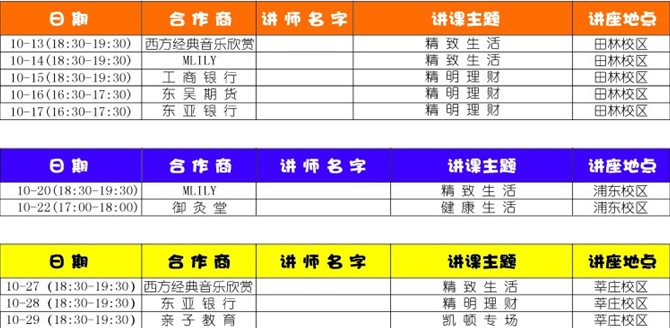 日期 合作商 讲师名字 讲课主题 讲座地点
10-13(18:30-19:30) 西方经典音乐欣赏 精致生活 田林校区
10-14(18:30-19:30) MLILY 精致生活 田林校区
10-15(18:30-19:30) 工商银行 精明理财 田林校区
10-16(16:30-17:30) 东吴期货 精明理财 田林校区
10-17(16:30-17:30) 东亚银行 精明理财 田林校区
日期 合作商 讲师名字 讲课主题 讲座地点
10-20(18:30-19:30) MLILY 精致生活 浦东校区
10-22(17:00-18:00) 御灸堂 健康生活 浦东校区
日期 合作商 讲师名字 讲课主题 讲座地点
10-27 (18:30-19:30) 西方经典音乐欣赏 精致生活 莘庄校区
10-28 (18:30-19:30) 东亚银行 精明理财 莘庄校区
10-29 (18:30-19:30) 亲子教育 凯顿专场 莘庄校区